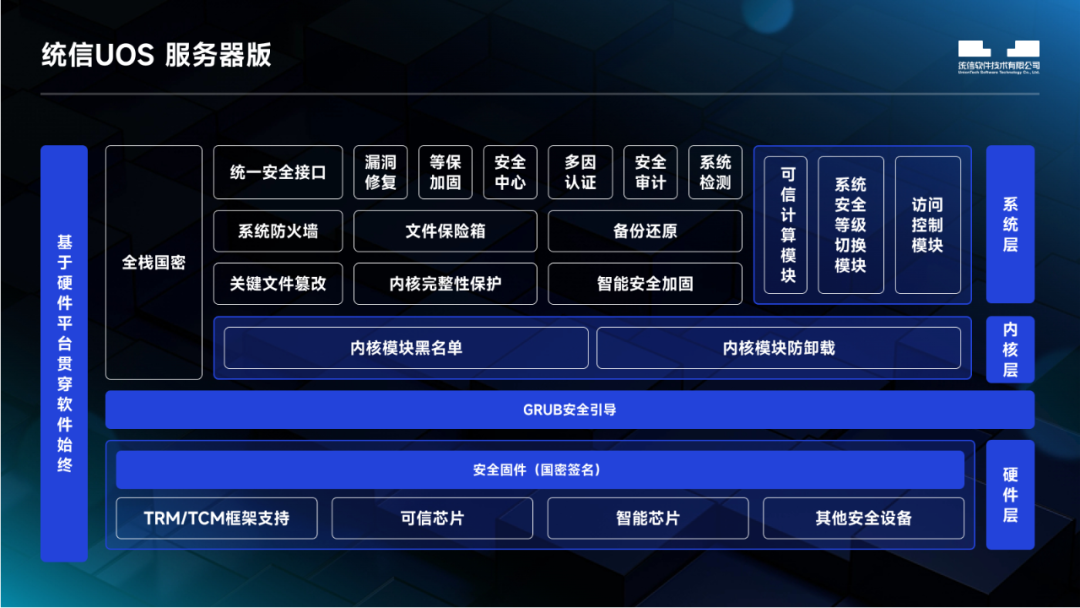 统信UOS 服务器版
统信软件技术有限公司
UnionTech Software Technology Co., Ltd.
基于硬件平台贯穿软件始终
全栈国密
统一安全接口
漏洞
修复
等保
加固
安全
中心
多因
认证
安全
审计
系统
检测
系统防火墙
文件保险箱
备份还原
关键文件篡改
内核完整性保护
智能安全加固
可信计算模块
系统
安全
等级
切换
模块
访问
控制
模块
系统层
内核模块黑名单
内核模块防卸载
内核层
GRUB安全引导
安全固件（国密签名）
TRM/TCM框架支持
可信芯片
智能芯片
其他安全设备
硬件层